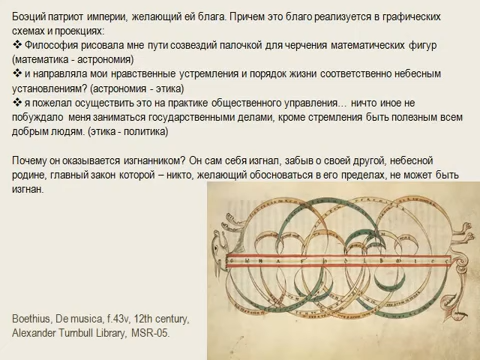 Боэций патриот империи, желающий ей блага. Причем это благо реализуется в графических
схемах и проекциях:
❖ Философия рисовала мне пути созвездий палочкой для черчения математических фигур
(математика - астрономия)
❖ и направляла мои нравственные устремления и порядок жизни соответственно небесным
установлениям? (астрономия - этика)
❖ я пожелал осуществить это на практике общественного управления… ничто иное не
побуждало меня заниматься государственными делами, кроме стремления быть полезным всем
добрым людям. (этика - политика)
Почему он оказывается изгнанником? Он сам себя изгнал, забыв о своей другой, небесной
родине, главный закон которой – никто, желающий обосноваться в его пределах, не может быть
изгнан.
Boethius, De musica, f.43v, 12th century,
Alexander Turnbull Library, MSR-05.